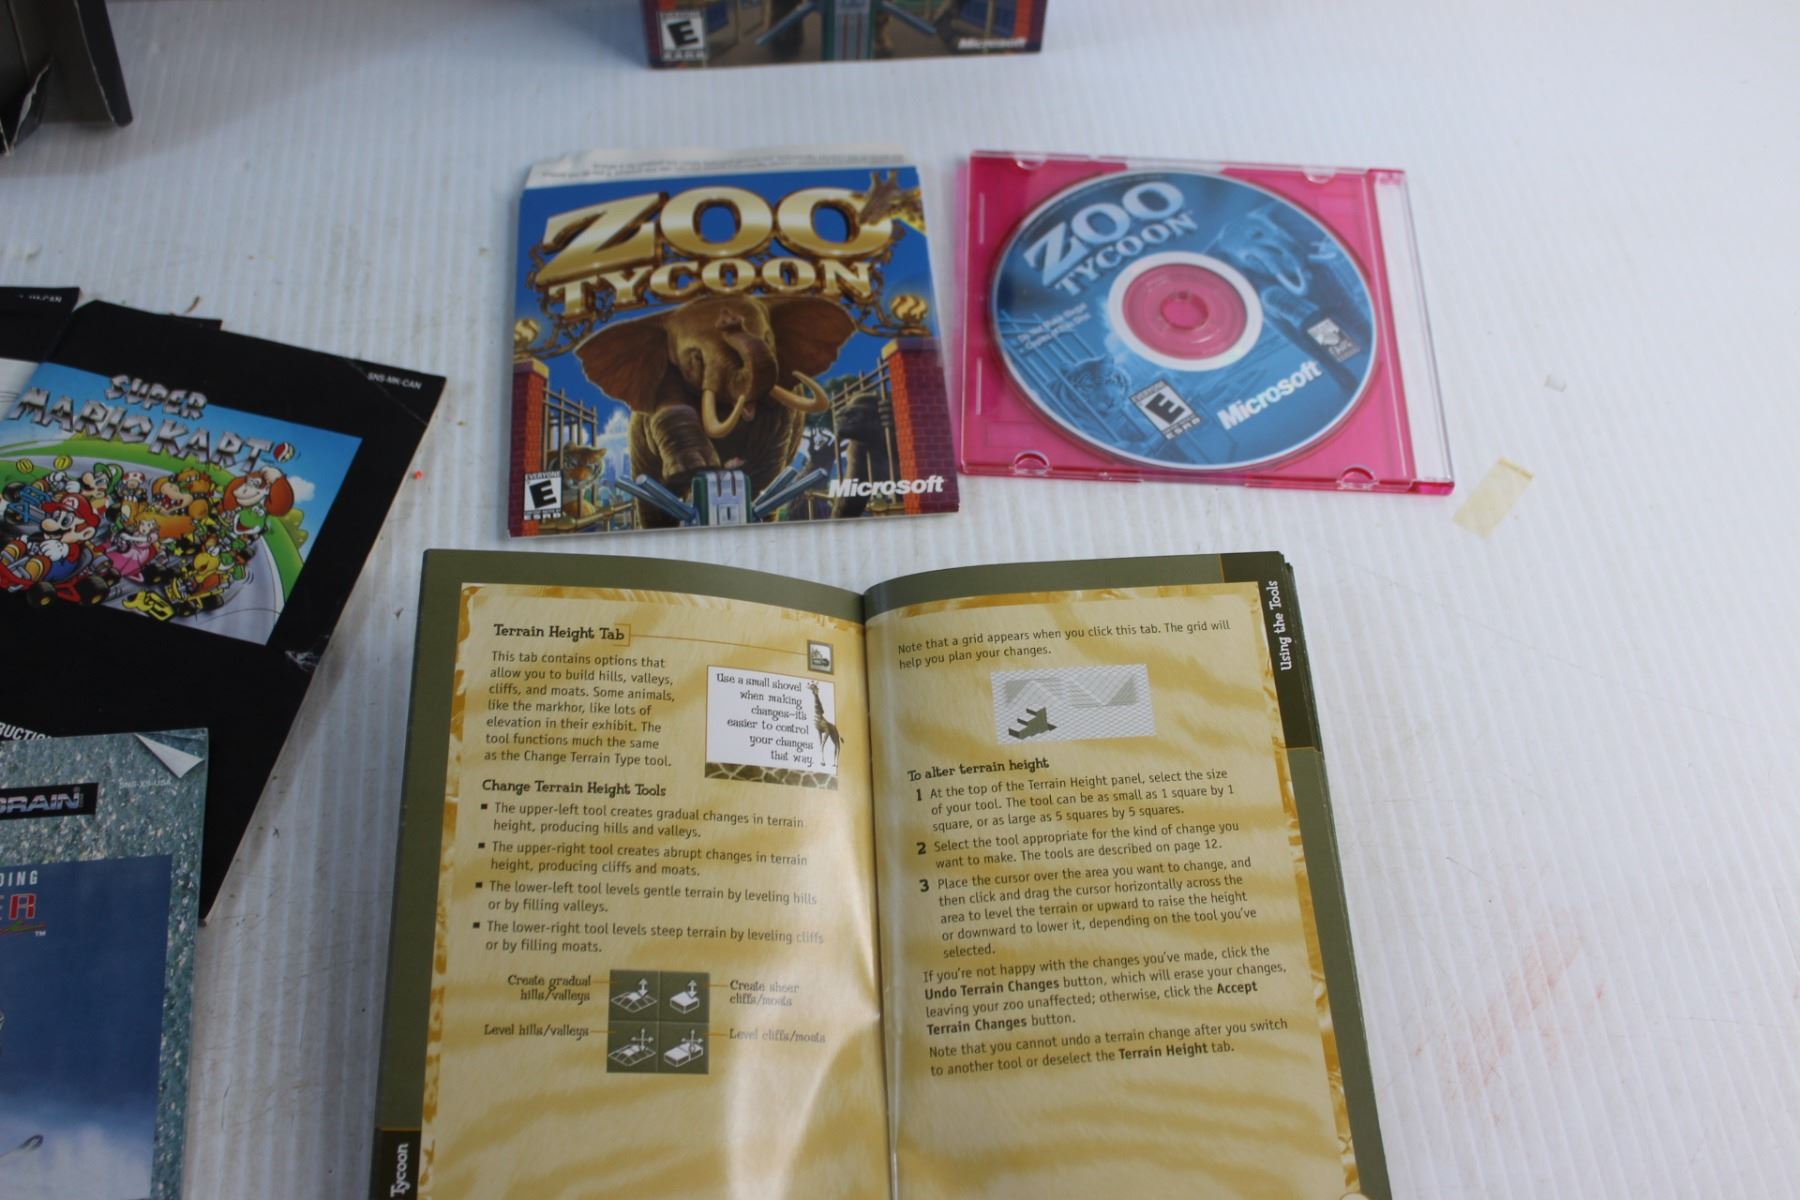 E
Microsoft
ZOO
TYCOON
EVERYONE
E
ESRB
Microsoft
ZOO
TYCOON
E
ESRB
Microsoft
SNS-MK-CAN
SUPER
MARIO KART
BRAIN
Terrain Height Tab
This tab contains options that
allow you to build hills, valleys,
cliffs, and moats. Some animals,
like the markhor, like lots of
elevation in their exhibit. The
tool functions much the same
as the Change Terrain Type tool.
Use a small shovel
when making
changes—it's
easier to control
your changes
that way.
Change Terrain Height Tools
▪ The upper-left tool creates gradual changes in terrain
height, producing hills and valleys.
▪ The upper-right tool creates abrupt changes in terrain
height, producing cliffs and moats.
▪ The lower-left tool levels gentle terrain by leveling hills
or by filling valleys.
▪ The lower-right tool levels steep terrain by leveling cliffs
or by filling moats.
Create gradual
hills/valleys
Create sheer
cliffs/moats
Level hills/valleys
Level cliffs/moats
Tycoon
Using the Tools
Note that a grid appears when you click this tab. The grid will
help you plan your changes.
To alter terrain height
1 At the top of the Terrain Height panel, select the size
of your tool. The tool can be as small as 1 square by 1
square, or as large as 5 squares by 5 squares.
2 Select the tool appropriate for the kind of change you
want to make. The tools are described on page 12.
3 Place the cursor over the area you want to change, and
then click and drag the cursor horizontally across the
area to level the terrain or upward to raise the height
or downward to lower it, depending on the tool you've
selected.
If you're not happy with the changes you've made, click the
Undo Terrain Changes button, which will erase your changes,
leaving your zoo unaffected; otherwise, click the Accept
Terrain Changes button.
Note that you cannot undo a terrain change after you switch
to another tool or deselect the Terrain Height tab.